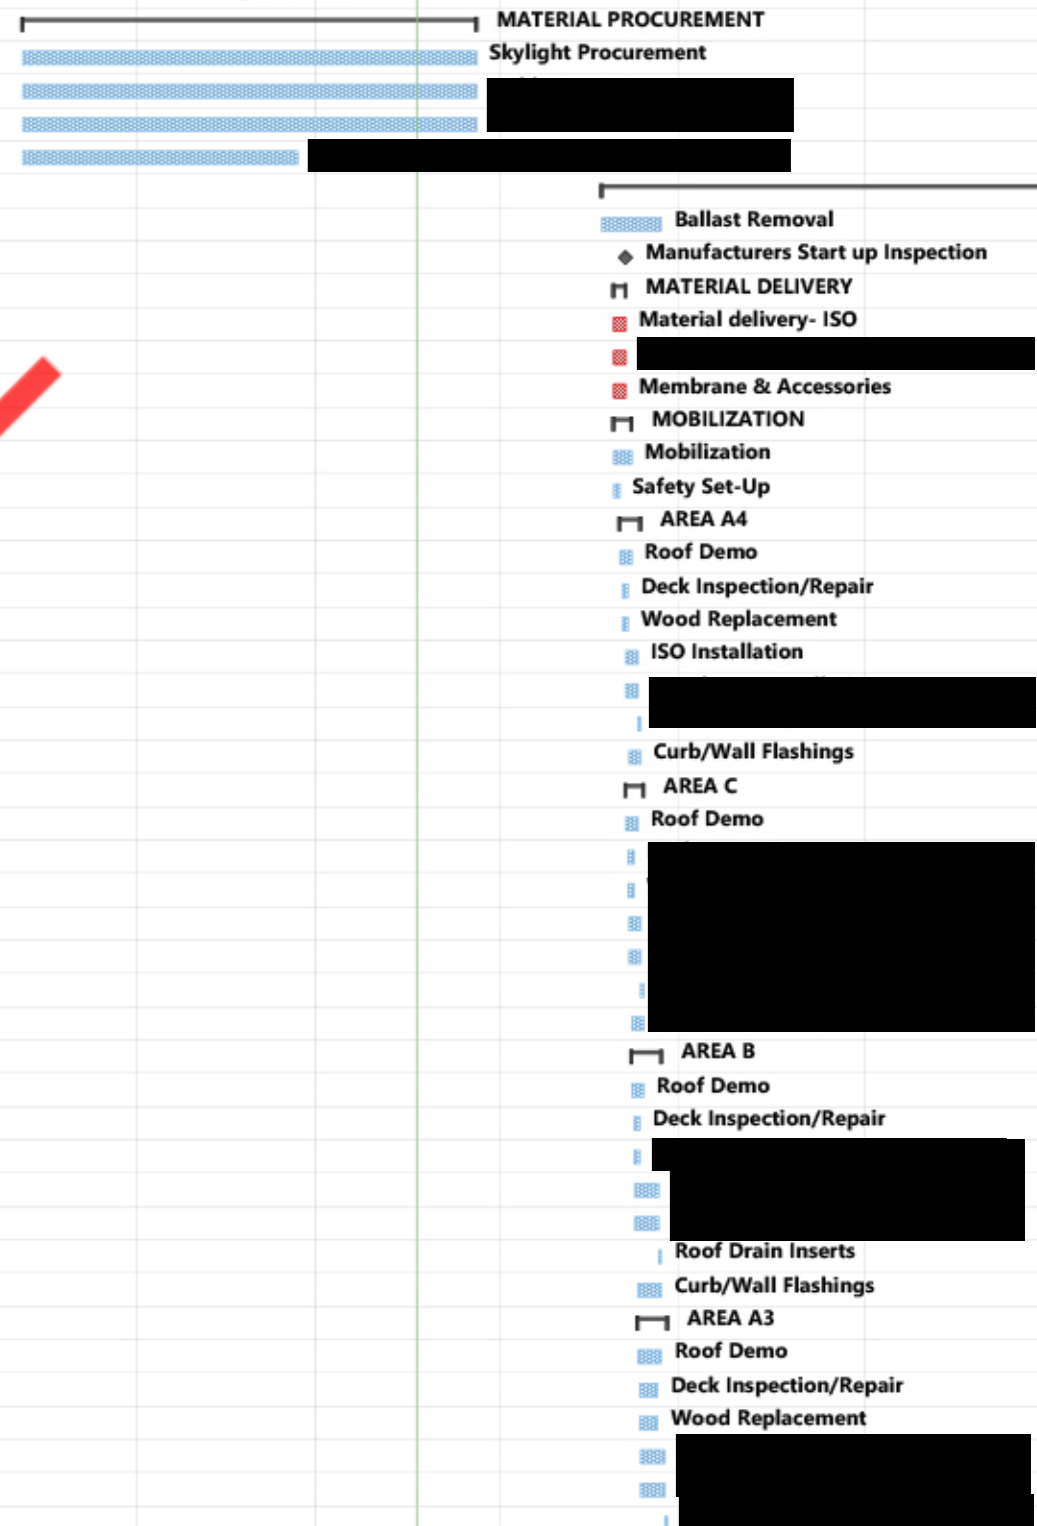 MATERIAL PROCUREMENT
Skylight Procurement
Ballast Removal
Manufacturers Start up Inspection
MATERIAL DELIVERY
Material delivery- ISO
Membrane & Accessories
MOBILIZATION
Mobilization
Safety Set-Up
AREA A4
Roof Demo
Deck Inspection/Repair
Wood Replacement
ISO Installation
Curb/Wall Flashings
AREA C
Roof Demo
AREA B
Roof Demo
Deck Inspection/Repair
Roof Drain Inserts
Curb/Wall Flashings
AREA A3
Roof Demo
Deck Inspection/Repair
Wood Replacement